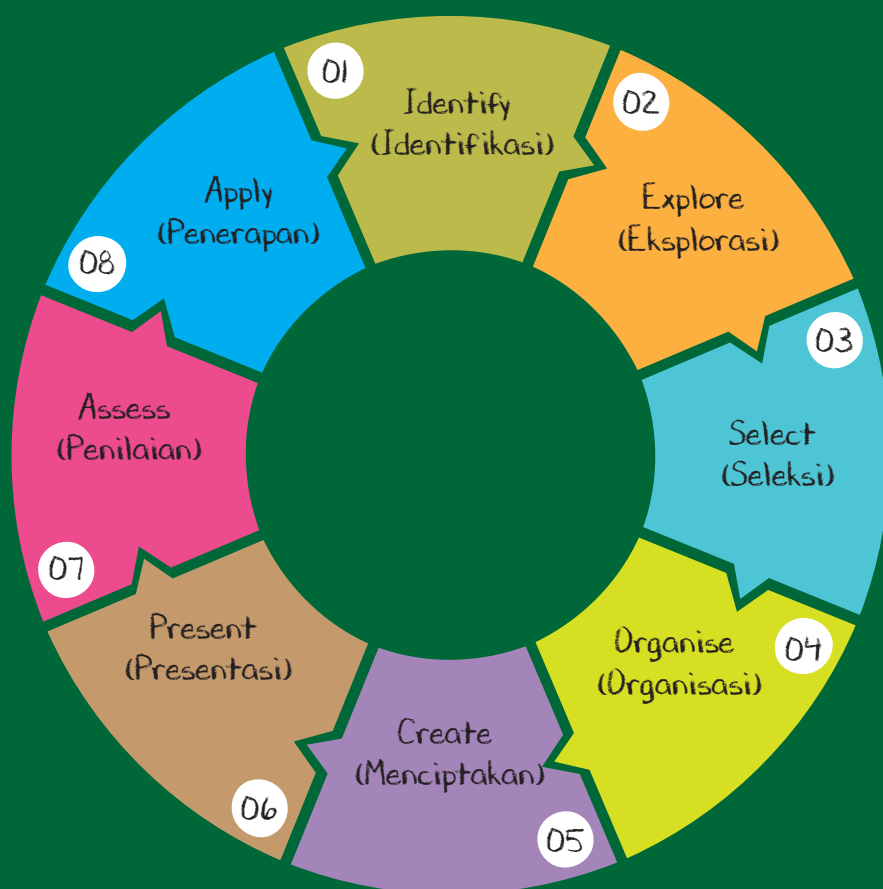 01
Identify
(Identifikasi)
02
Explore
(Eksplorasi)
03
Select
(Seleksi)
04
Organise
(Organisasi)
05
Create
(Menciptakan)
06
Present
(Presentasi)
07
Assess
(Penilaian)
08
Apply
(Penerapan)